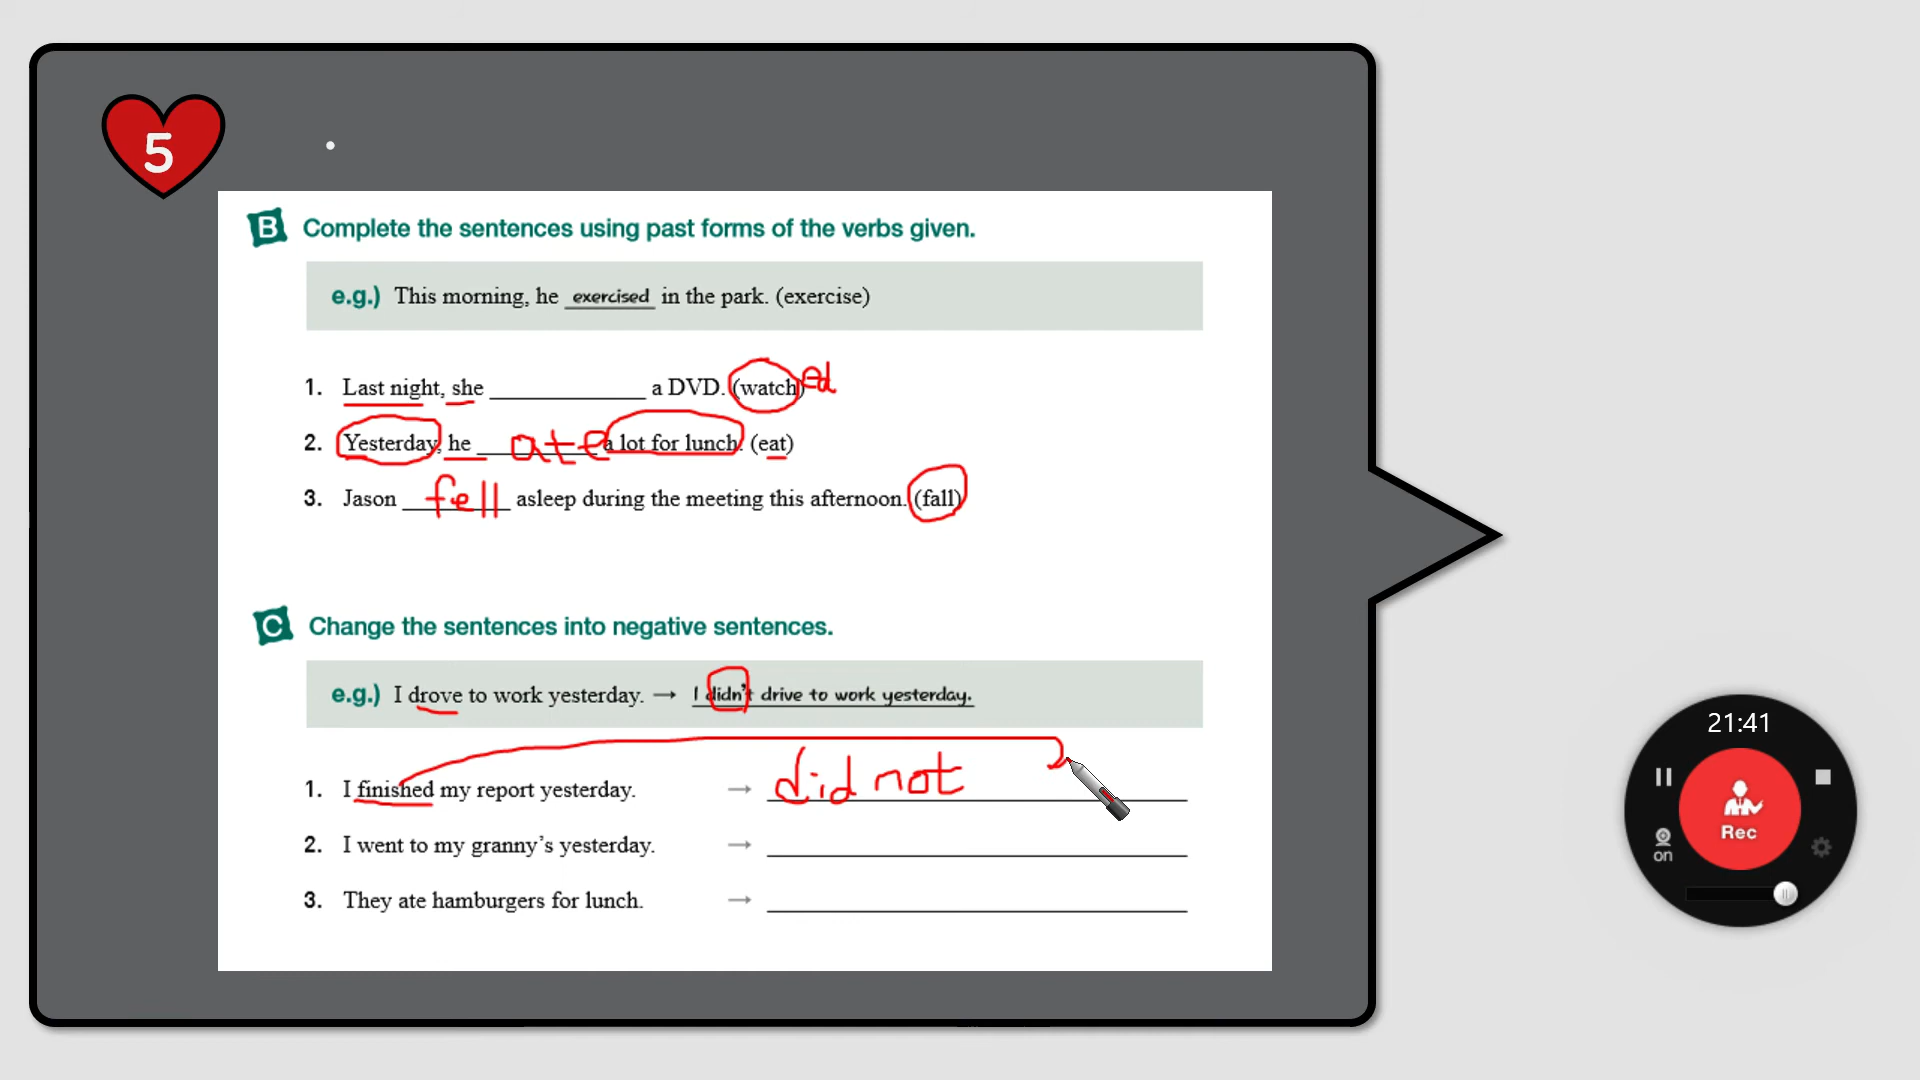 5
B Complete the sentences using past forms of the verbs given.
e.g.) This morning, he exercised in the park. (exercise)
1. Last night, she ____________ a DVD. (watch) ed
2. Yesterday, he ate a lot for lunch. (eat)
3. Jason fell asleep during the meeting this afternoon. (fall)
C Change the sentences into negative sentences.
e.g.) I drove to work yesterday. → I didn't drive to work yesterday.
1. I finished my report yesterday. → did not
2. I went to my granny's yesterday. →
3. They ate hamburgers for lunch. →
21:41
Rec
on